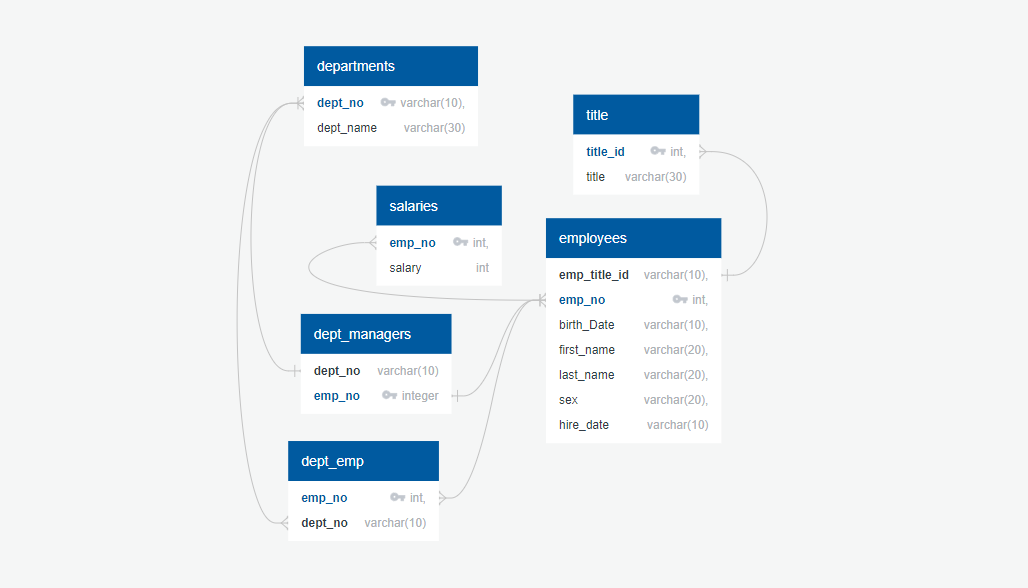 departments
dept_no varchar(10),
dept_name varchar(30)
title
title_id int,
title varchar(30)
salaries
emp_no int,
salary int
employees
emp_title_id varchar(10),
emp_no int,
birth_Date varchar(10),
first_name varchar(20),
last_name varchar(20),
sex varchar(20),
hire_date varchar(10)
dept_managers
dept_no varchar(10)
emp_no integer
dept_emp
emp_no int,
dept_no varchar(10)